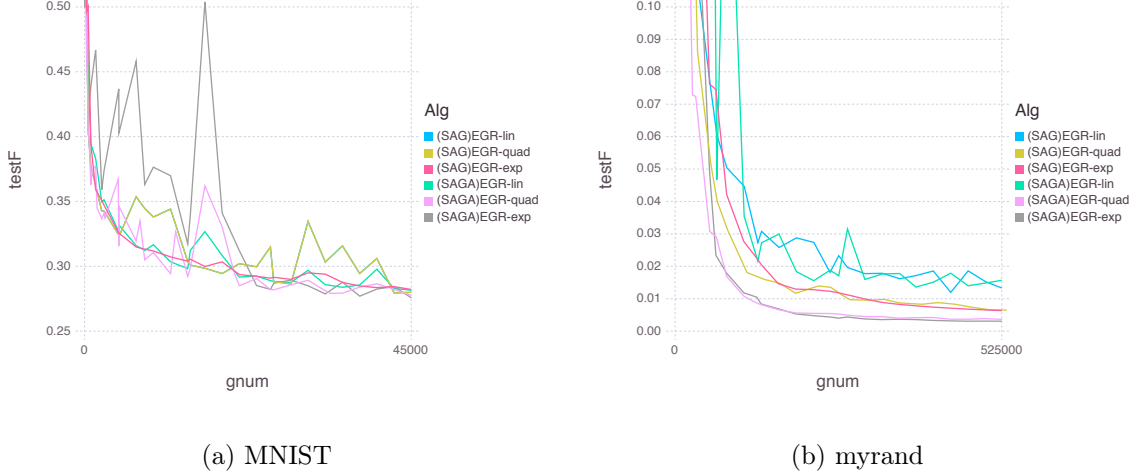 0.50
0.45
0.40
0.35
0.30
0.25
testF
0
45000
gnum
Alg
(SAG)EGR-lin
(SAG)EGR-quad
(SAG)EGR-exp
(SAGA)EGR-lin
(SAGA)EGR-quad
(SAGA)EGR-exp
(a) MNIST
0.10
0.09
0.08
0.07
0.06
0.05
0.04
0.03
0.02
0.01
0.00
testF
0
525000
gnum
Alg
(SAG)EGR-lin
(SAG)EGR-quad
(SAG)EGR-exp
(SAGA)EGR-lin
(SAGA)EGR-quad
(SAGA)EGR-exp
(b) myrand